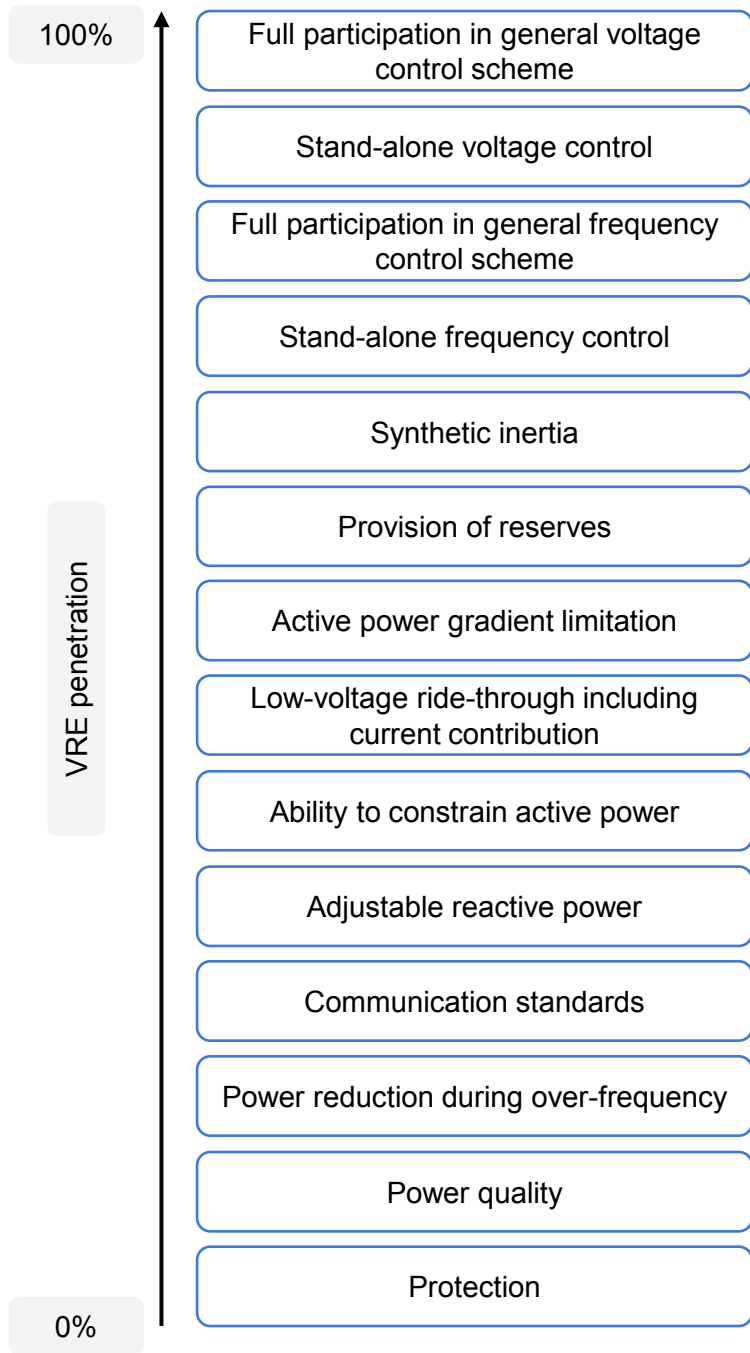 100%
Full participation in general voltage
control scheme
Stand-alone voltage control
Full participation in general frequency
control scheme
Stand-alone frequency control
Synthetic inertia
Provision of reserves
Active power gradient limitation
VRE penetration
Low-voltage ride-through including
current contribution
Ability to constrain active power
Adjustable reactive power
Communication standards
Power reduction during over-frequency
Power quality
Protection
0%